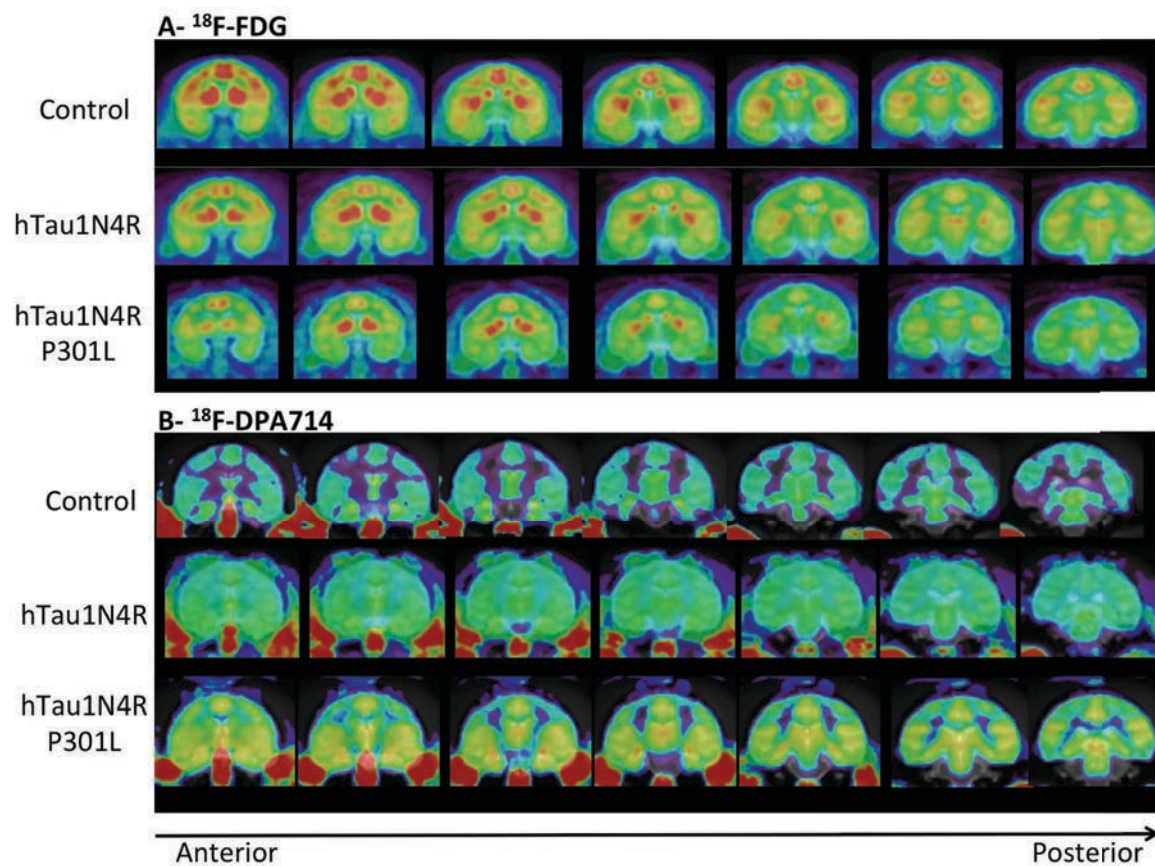 A- ¹⁸F-FDG
Control
hTau1N4R
hTau1N4R
P301L
B- ¹⁸F-DPA714
Control
hTau1N4R
hTau1N4R
P301L
Anterior
Posterior